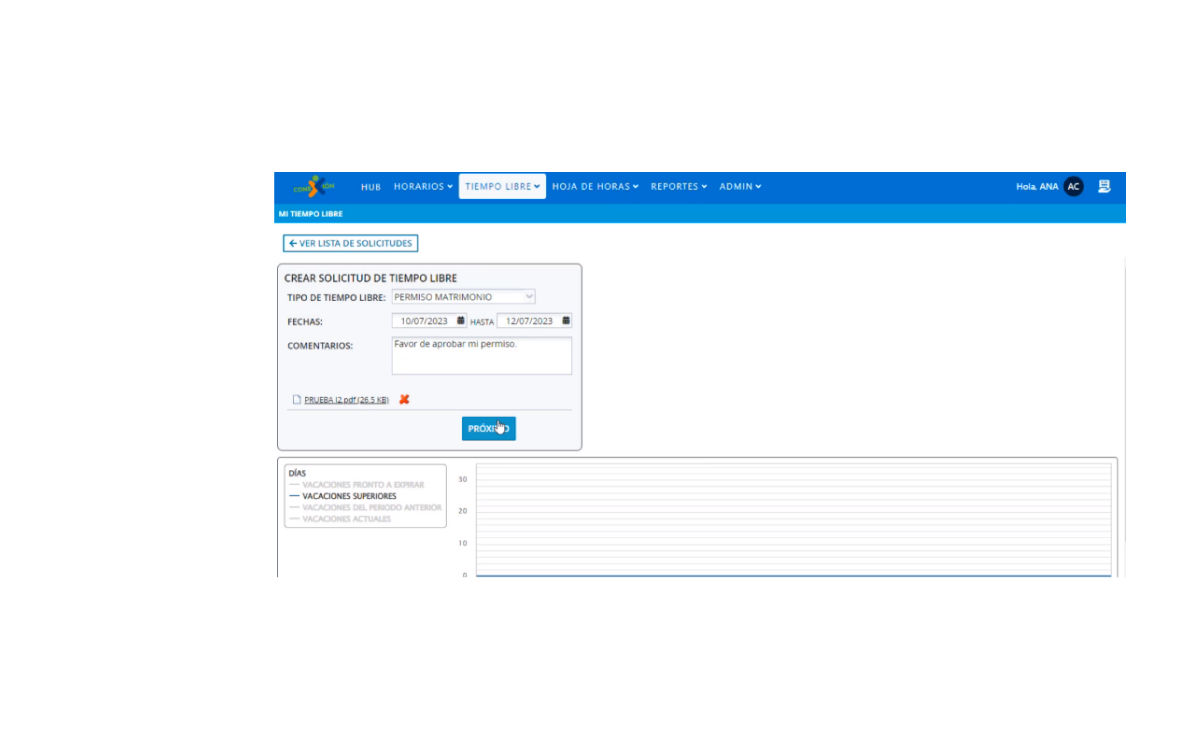 HUB HORARIOS TIEMPO LIBRE HOJA DE HORAS REPORTES ADMIN Hola, ANA AC
MI TIEMPO LIBRE
VER LISTA DE SOLICITUDES
CREAR SOLICITUD DE TIEMPO LIBRE
TIPO DE TIEMPO LIBRE: PERMISO MATRIMONIO
FECHAS: 10/07/2023 HASTA 12/07/2023
COMENTARIOS: Favor de aprobar mi permiso.
PRUEBA (2.pdf (26.5 KB)
DÍAS
VACACIONES PRONTO A EXPIRAR
VACACIONES SUPERIORES
VACACIONES DEL PERIODO ANTERIOR
VACACIONES ACTUALES
30
20
10
0